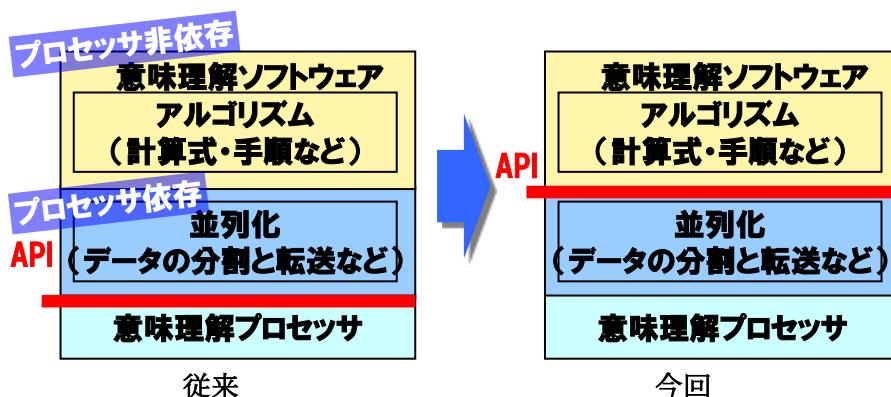 プロセッサ非依存
意味理解ソフトウェア
アルゴリズム
(計算式・手順など)
プロセッサ依存
並列化
(データの分割と転送など)
API
意味理解プロセッサ
従来
意味理解ソフトウェア
アルゴリズム
(計算式・手順など)
API
並列化
(データの分割と転送など)
意味理解プロセッサ
今回